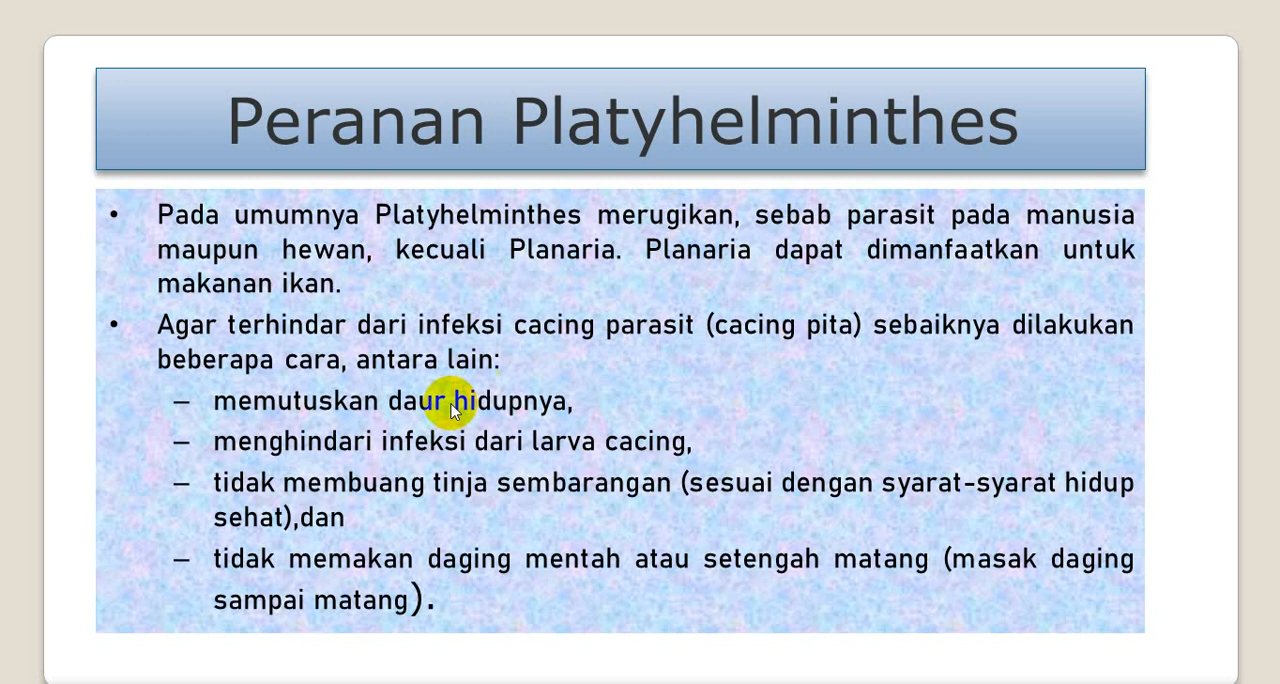 Peranan Platyhelminthes
• Pada umumnya Platyhelminthes merugikan, sebab parasit pada manusia
maupun hewan, kecuali Planaria. Planaria dapat dimanfaatkan untuk
makanan ikan.
• Agar terhindar dari infeksi cacing parasit (cacing pita) sebaiknya dilakukan
beberapa cara, antara lain:
– memutuskan daur hidupnya,
– menghindari infeksi dari larva cacing,
– tidak membuang tinja sembarangan (sesuai dengan syarat-syarat hidup
sehat),dan
– tidak memakan daging mentah atau setengah matang (masak daging
sampai matang).